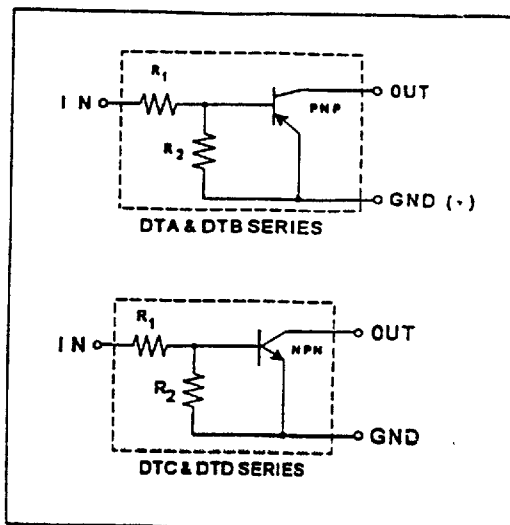 R1
IN
OUT
PNP
R2
GND (+)
DTA & DTB SERIES
R1
IN
OUT
NPN
R2
GND
DTC & DTD SERIES